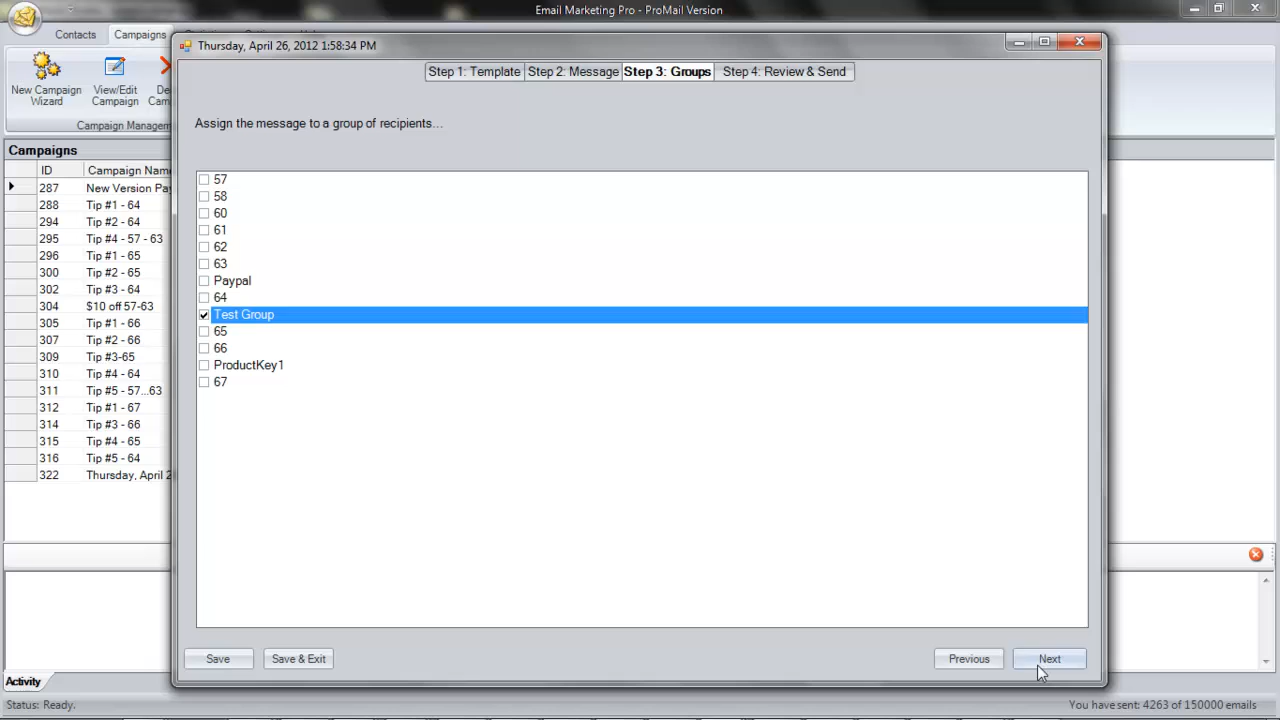 Email Marketing Pro - ProMail Version
Contacts
Campaigns
New Campaign
Wizard
View/Edit
Campaign
Campaign
Thursday, April 26, 2012 1:58:34 PM
Step 1: Template
Step 2: Message
Step 3: Groups
Step 4: Review & Send
Assign the message to a group of recipients...
57
58
60
61
62
63
Paypal
64
Test Group
65
66
ProductKey1
67
Save
Save & Exit
Previous
Next
Campaigns
ID Campaign Name
287 New Version Pay
288 Tip #1 - 64
294 Tip #2 - 64
295 Tip #4 - 57 - 63
296 Tip #1 - 65
300 Tip #2 - 65
302 Tip #3 - 64
304 $10 off 57-63
305 Tip #1 - 66
307 Tip #2 - 66
309 Tip #3-65
310 Tip #4 - 64
311 Tip #5 - 57...63
312 Tip #1 - 67
314 Tip #3 - 66
315 Tip #4 - 65
316 Tip #5 - 64
322 Thursday, April 2
Activity
Status: Ready.
You have sent: 4263 of 150000 emails